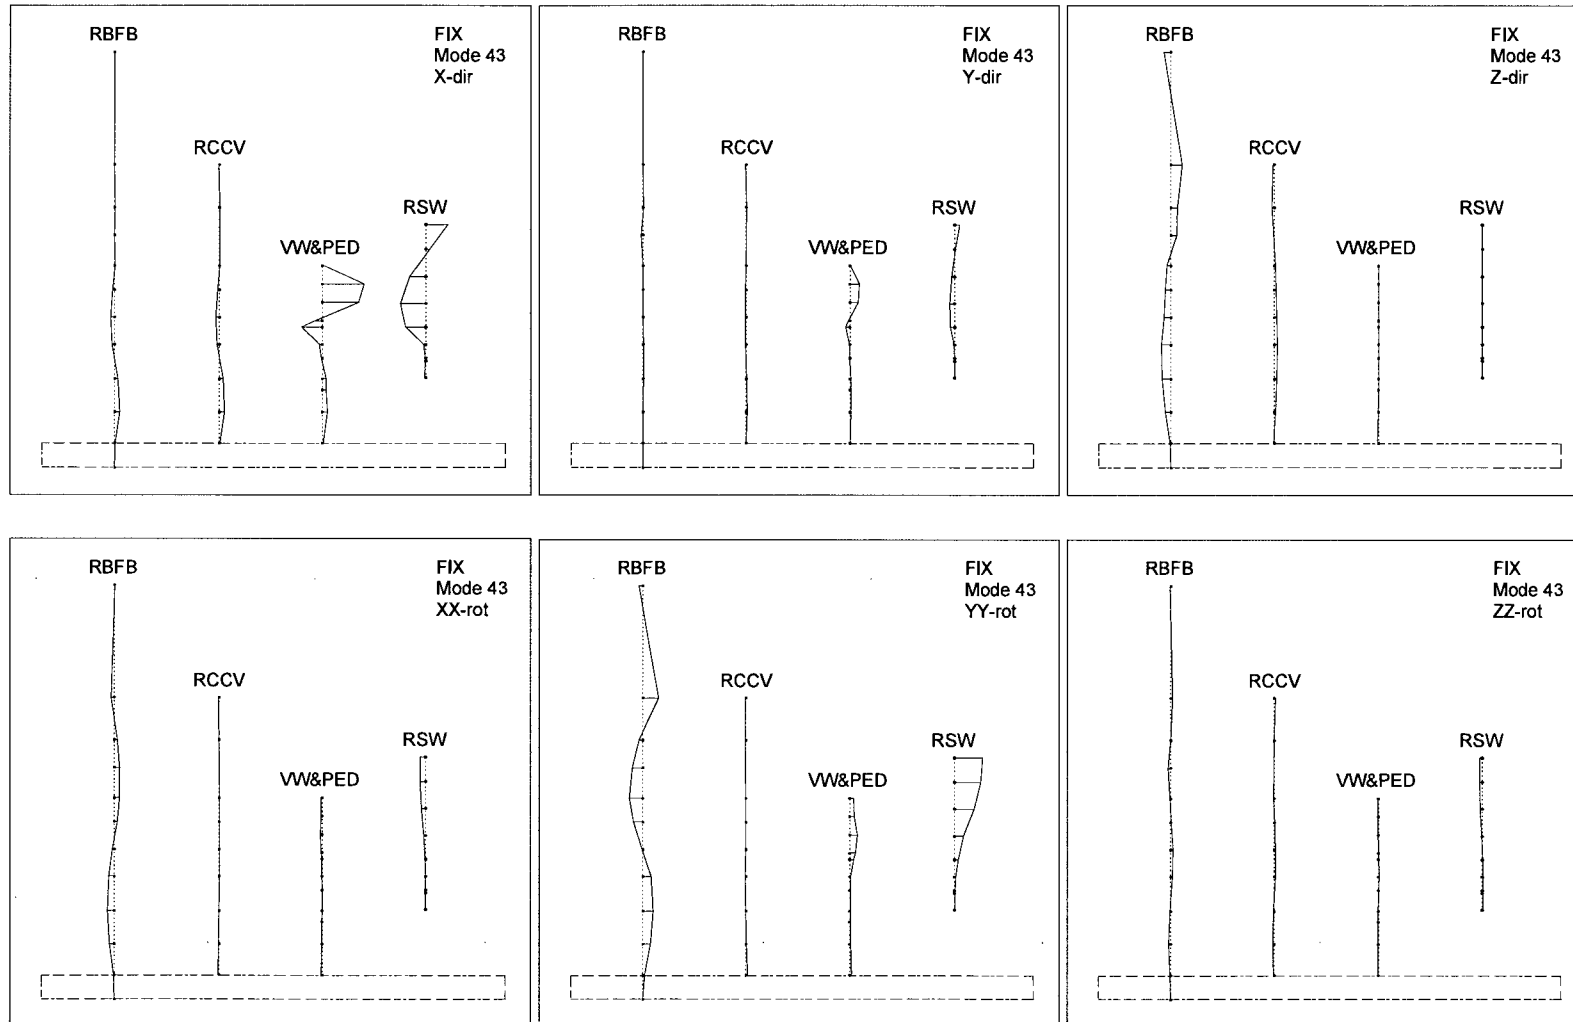 RBFB
FIX
Mode 43
X-dir
RCCV
RSW
VW&PED
RBFB
FIX
Mode 43
Y-dir
RCCV
RSW
VW&PED
RBFB
FIX
Mode 43
Z-dir
RCCV
RSW
VW&PED
RBFB
FIX
Mode 43
XX-rot
RCCV
RSW
VW&PED
RBFB
FIX
Mode 43
YY-rot
RCCV
RSW
VW&PED
RBFB
FIX
Mode 43
ZZ-rot
RCCV
RSW
VW&PED